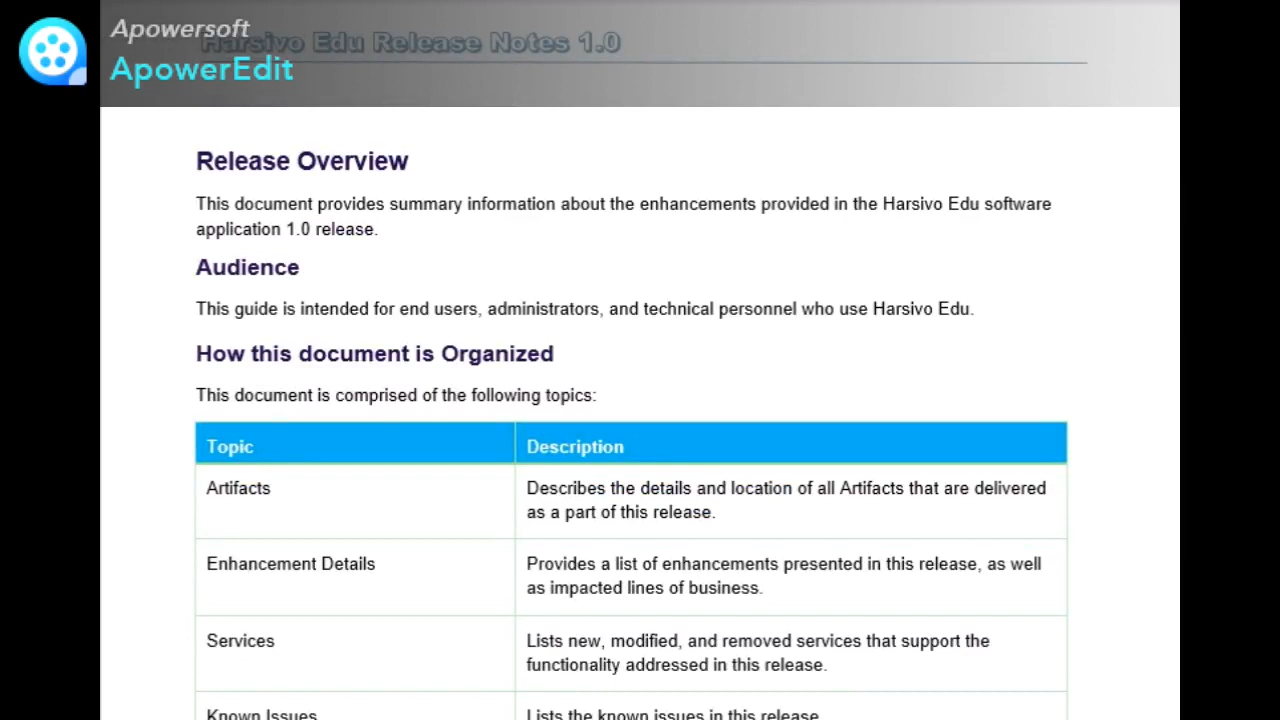 Apowersoft
ApowerEdit
Harsivo Edu Release Notes 1.0
Release Overview
This document provides summary information about the enhancements provided in the Harsivo Edu software
application 1.0 release.
Audience
This guide is intended for end users, administrators, and technical personnel who use Harsivo Edu.
How this document is Organized
This document is comprised of the following topics:
Topic Description
Artifacts Describes the details and location of all Artifacts that are delivered
as a part of this release.
Enhancement Details Provides a list of enhancements presented in this release, as well
as impacted lines of business.
Services Lists new, modified, and removed services that support the
functionality addressed in this release.
Known Issues Lists the known issues in this release